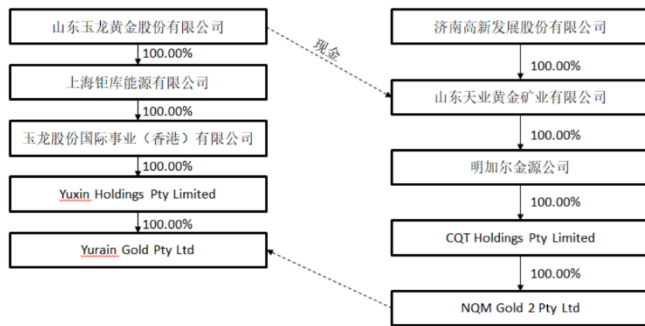 山东玉龙黄金股份有限公司
100.00%
上海钜库能源有限公司
100.00%
玉龙股份国际事业（香港）有限公司
100.00%
Yuxin Holdings Pty Limited
100.00%
Yurain Gold Pty Ltd
现金
济南高新发展股份有限公司
100.00%
山东天业黄金矿业有限公司
100.00%
明加尔金源公司
100.00%
CQT Holdings Pty Limited
100.00%
NQM Gold 2 Pty Ltd